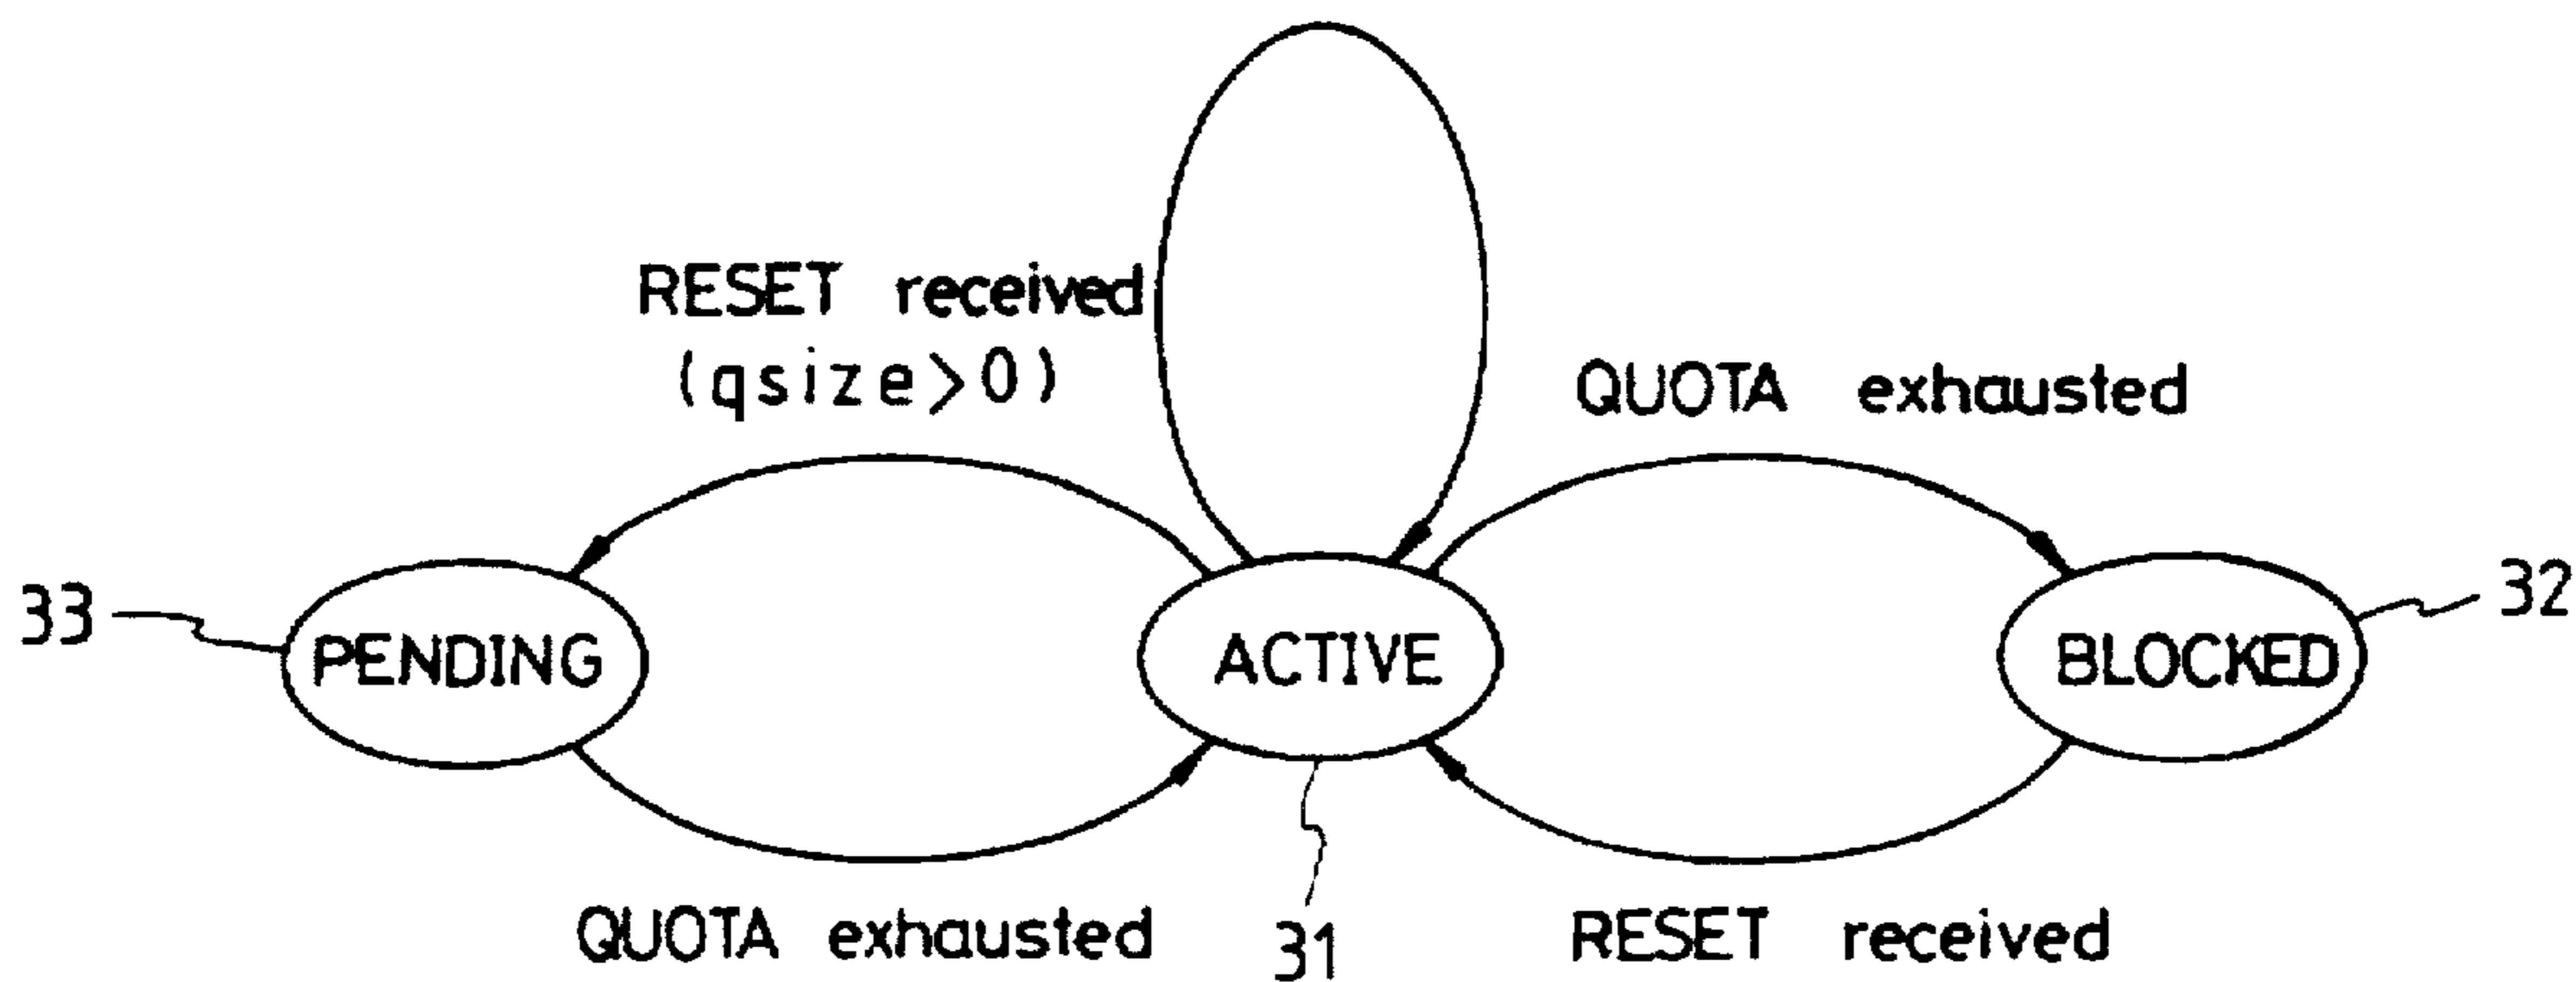 RESET received
(qsize>0)
QUOTA exhausted
33
PENDING
ACTIVE
BLOCKED
32
QUOTA exhausted
31
RESET received